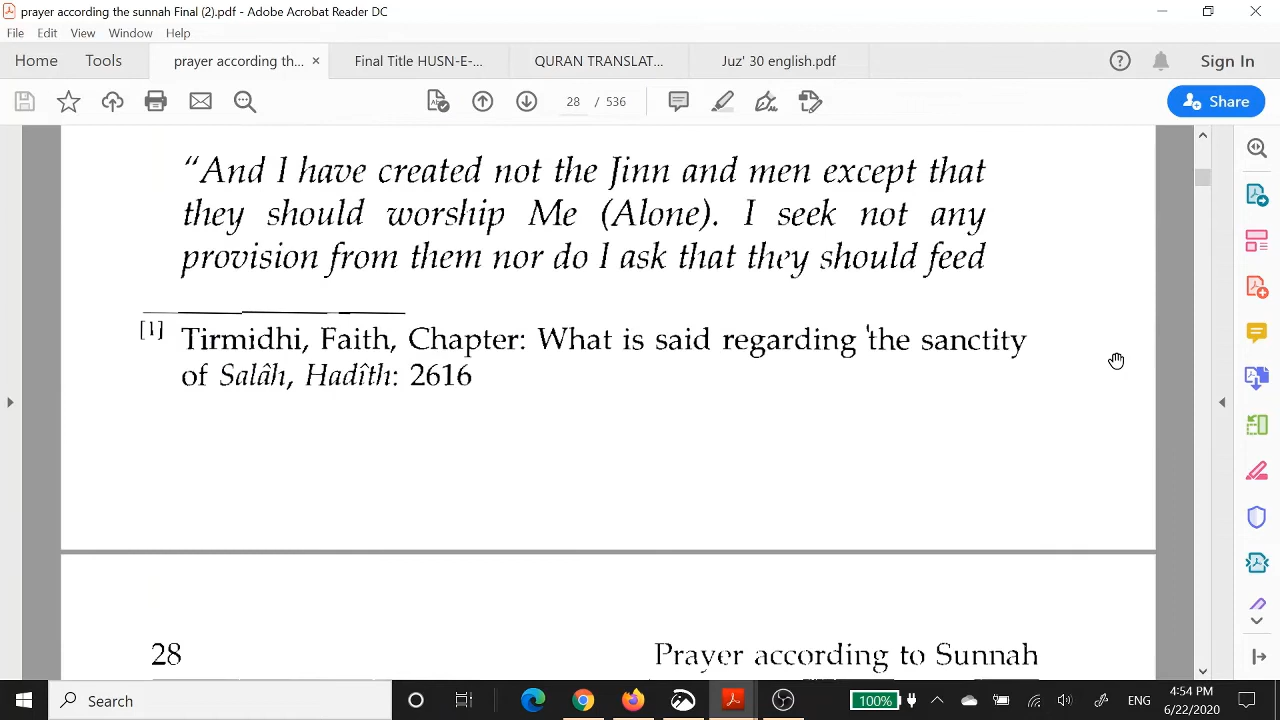 prayer according to the sunnah Final (2).pdf - Adobe Acrobat Reader DC
File Edit View Window Help
Home Tools prayer according th... × Final Title HUSN-E-... QURAN TRANSLAT... Juz' 30 english.pdf Sign In
28 / 536 Share
“And I have created not the Jinn and men except that
they should worship Me (Alone). I seek not any
provision from them nor do I ask that they should feed
[1] Tirmidhi, Faith, Chapter: What is said regarding the sanctity
of Salâh, Hadîth: 2616
28 Prayer according to Sunnah
Search 100% ENG 4:54 PM
6/22/2020